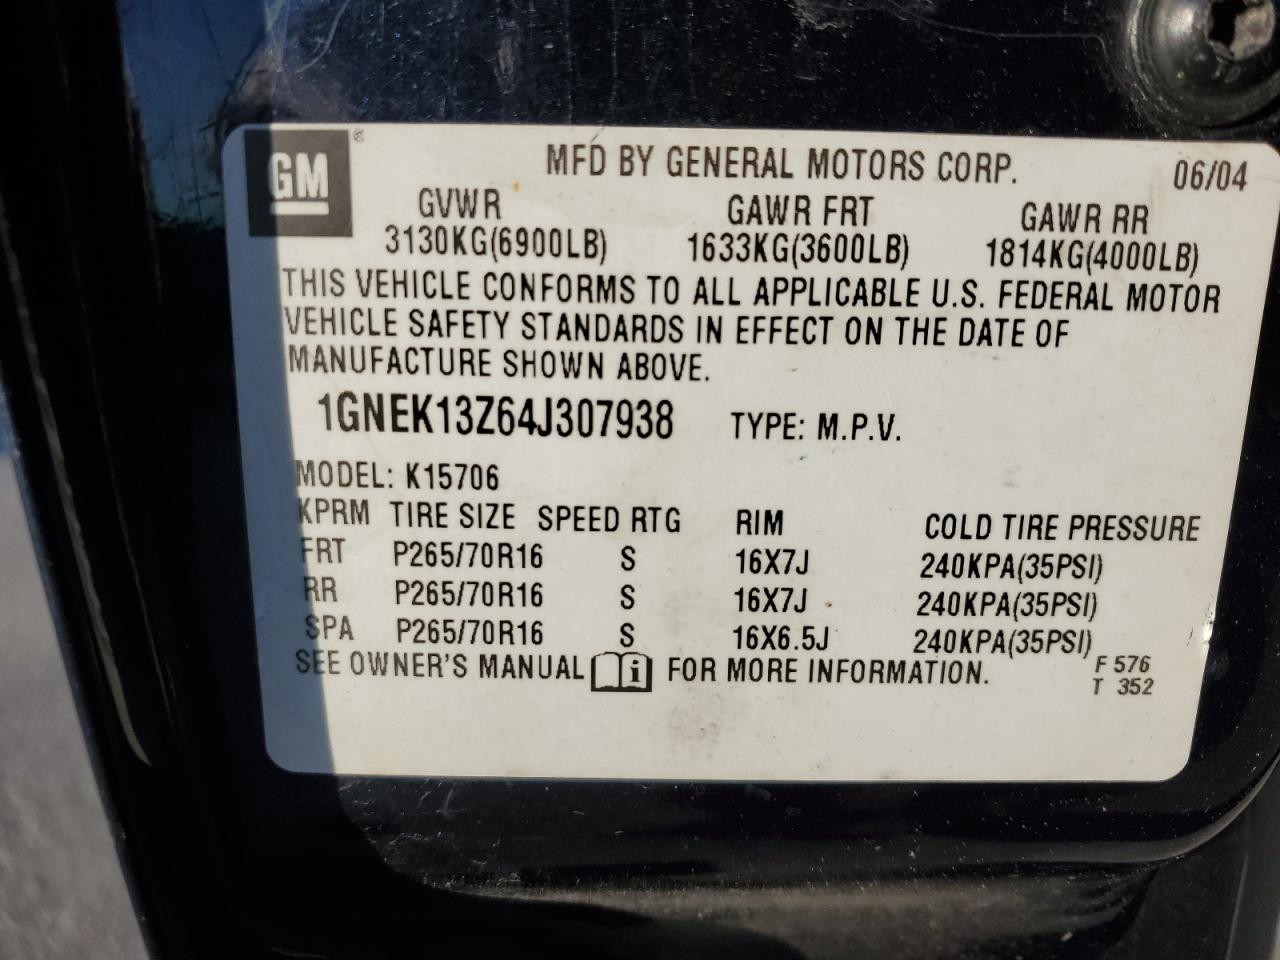 GM ®
MFD BY GENERAL MOTORS CORP. 06/04
GVWR GAWR FRT GAWR RR
3130KG(6900LB) 1633KG(3600LB) 1814KG(4000LB)
THIS VEHICLE CONFORMS TO ALL APPLICABLE U.S. FEDERAL MOTOR
VEHICLE SAFETY STANDARDS IN EFFECT ON THE DATE OF
MANUFACTURE SHOWN ABOVE.
1GNEK13Z64J307938 TYPE: M.P.V.
MODEL: K15706
KPRM TIRE SIZE SPEED RTG RIM COLD TIRE PRESSURE
FRT P265/70R16 S 16X7J 240KPA(35PSI)
RR P265/70R16 S 16X7J 240KPA(35PSI)
SPA P265/70R16 S 16X6.5J 240KPA(35PSI)
SEE OWNER'S MANUAL i FOR MORE INFORMATION. F 576
T 352